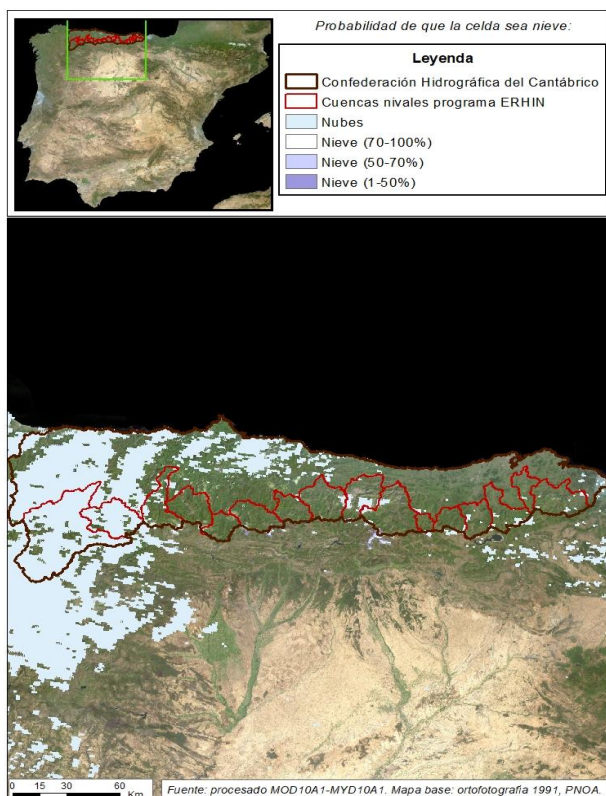 Probabilidad de que la celda sea nieve:
Leyenda
Confederación Hidrográfica del Cantábrico
Cuencas nivales programa ERHIN
Nubes
Nieve (70-100%)
Nieve (50-70%)
Nieve (1-50%)
0 15 30 60
Km
Fuente: procesado MOD10A1-MYD10A1. Mapa base: ortofotografia 1991, PNOA.